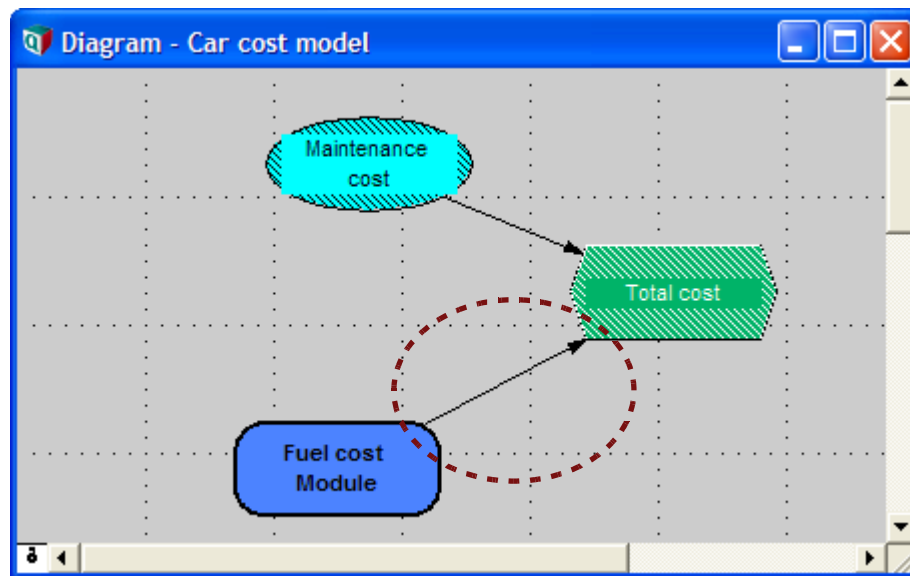 Diagram - Car cost model
Maintenance
cost
Total cost
Fuel cost
Module